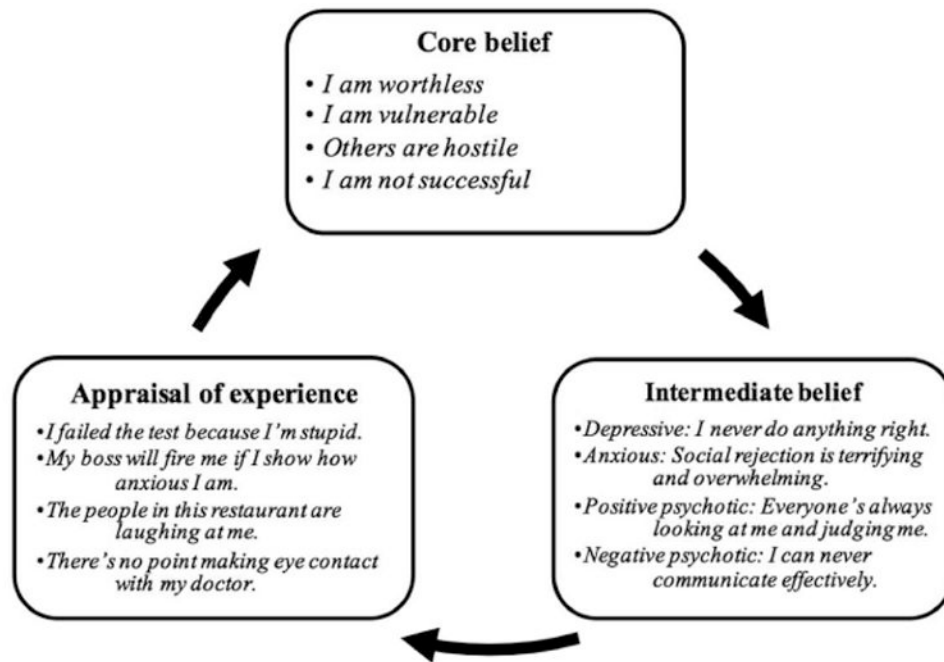 Core belief
• I am worthless
• I am vulnerable
• Others are hostile
• I am not successful
Appraisal of experience
•I failed the test because I'm stupid.
•My boss will fire me if I show how
anxious I am.
•The people in this restaurant are
laughing at me.
•There's no point making eye contact
with my doctor.
Intermediate belief
•Depressive: I never do anything right.
•Anxious: Social rejection is terrifying
and overwhelming.
•Positive psychotic: Everyone's always
looking at me and judging me.
•Negative psychotic: I can never
communicate effectively.